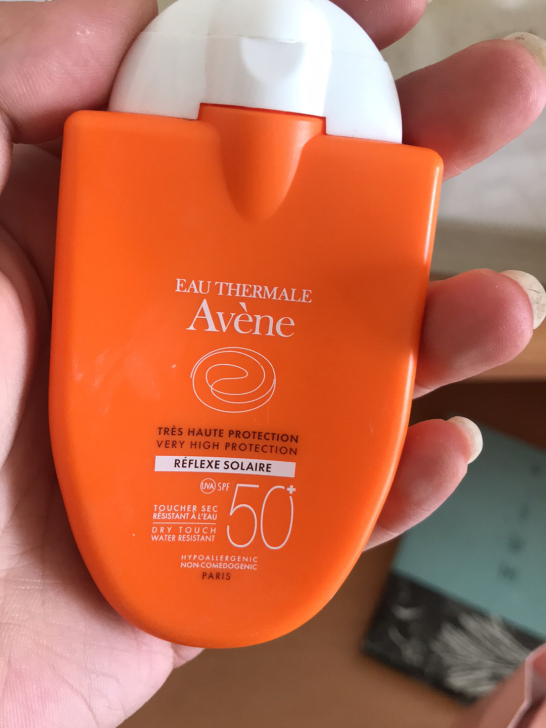 EAU THERMALE
Avène
TRÈS HAUTE PROTECTION
VERY HIGH PROTECTION
RÉFLEXE SOLAIRE
UVA SPF 50+
TOUCHER SEC
RÉSISTANT À L'EAU
DRY TOUCH
WATER RESISTANT
HYPOALLERGENIC
NON-COMEDOGENIC
PARIS